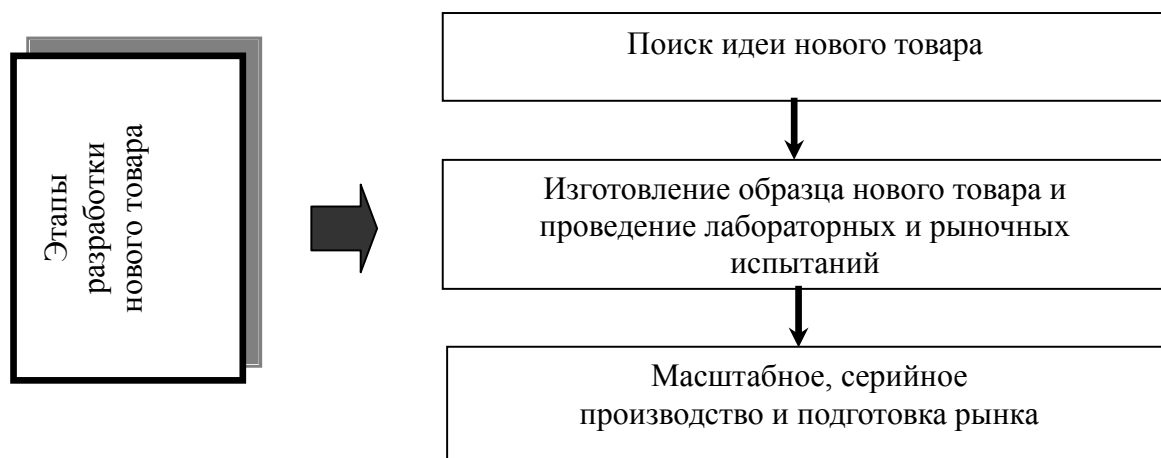 Этапы
разработки
нового товара
Поиск идеи нового товара
Изготовление образца нового товара и
проведение лабораторных и рыночных
испытаний
Масштабное, серийное
производство и подготовка рынка